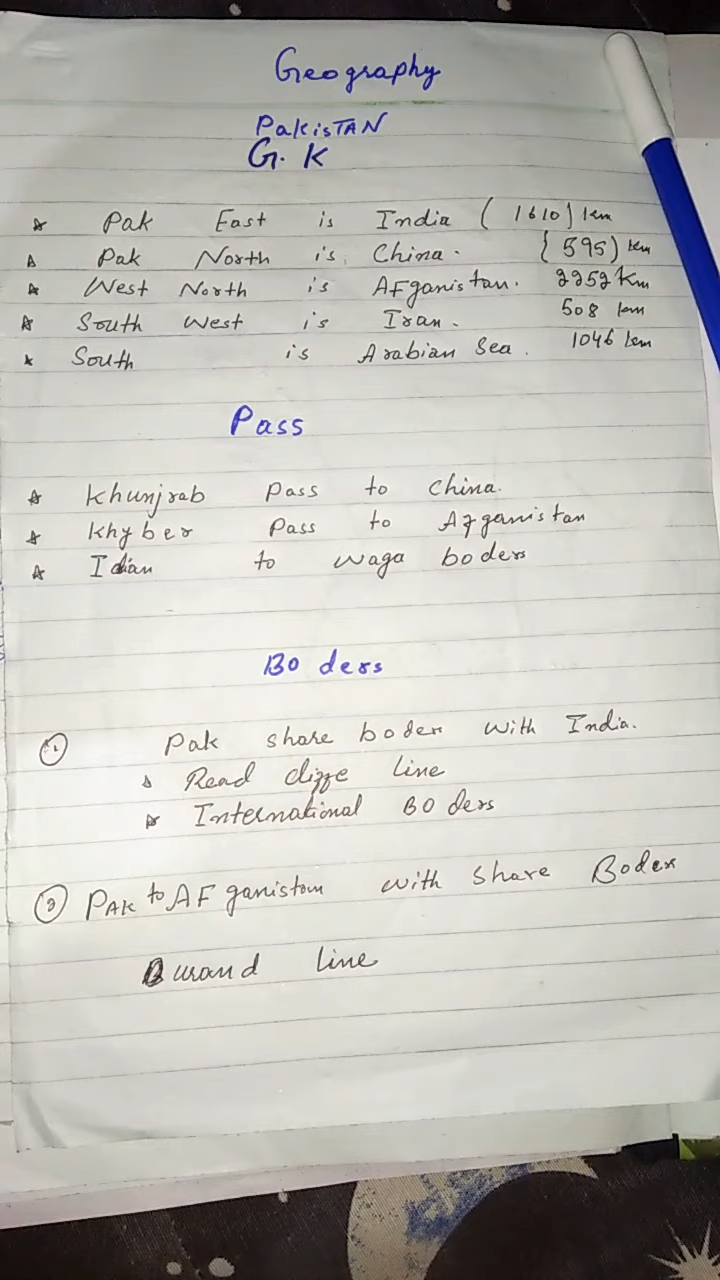 Geography
PakisTAN
G. K
Pak East is India ( 1610) km
Pak North is China. {595) km
West North is AFganistan. 2252 Km
South West is Iran. 508 km
South is Arabian Sea. 1046 km
Pass
Khunjrab Pass to China.
Khyber Pass to Afganistan
Idian to waga boders
BO ders
1 Pak share boder with India.
Read cliffe Line
International BO ders
2 PAK to AF ganistan with share Boder
Durand line